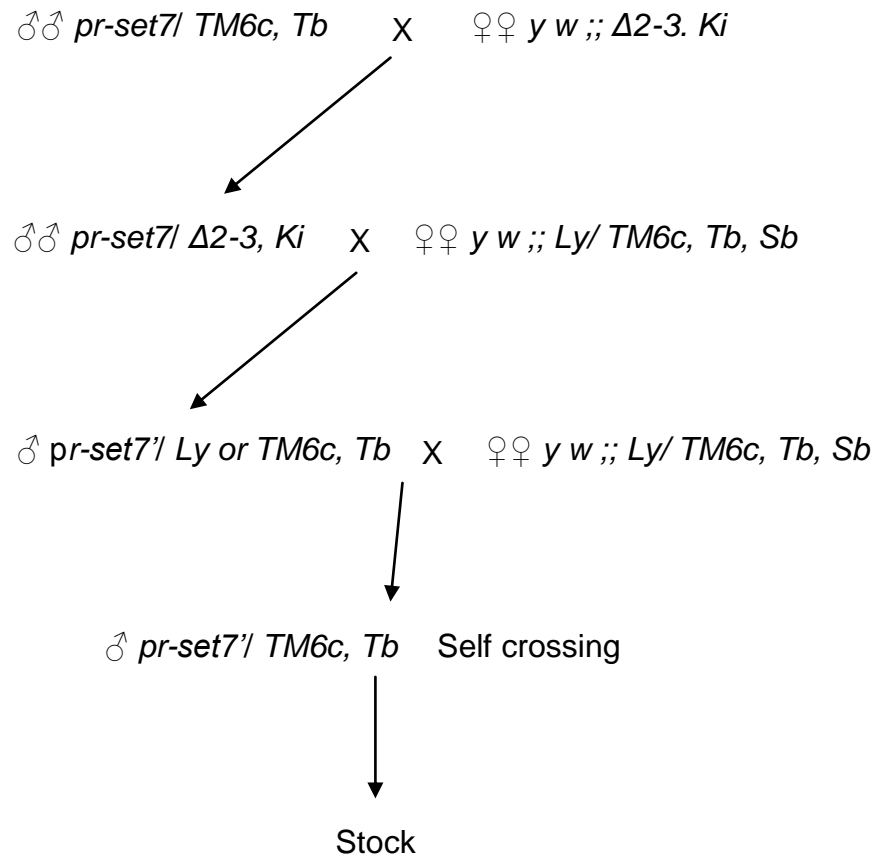 ♂♂ pr-set7/ TM6c, Tb X ♀♀ y w ;; Δ2-3. Ki
♂♂ pr-set7/ Δ2-3, Ki X ♀♀ y w ;; Ly/ TM6c, Tb, Sb
♂ pr-set7’/ Ly or TM6c, Tb X ♀♀ y w ;; Ly/ TM6c, Tb, Sb
♂ pr-set7’/ TM6c, Tb Self crossing
Stock